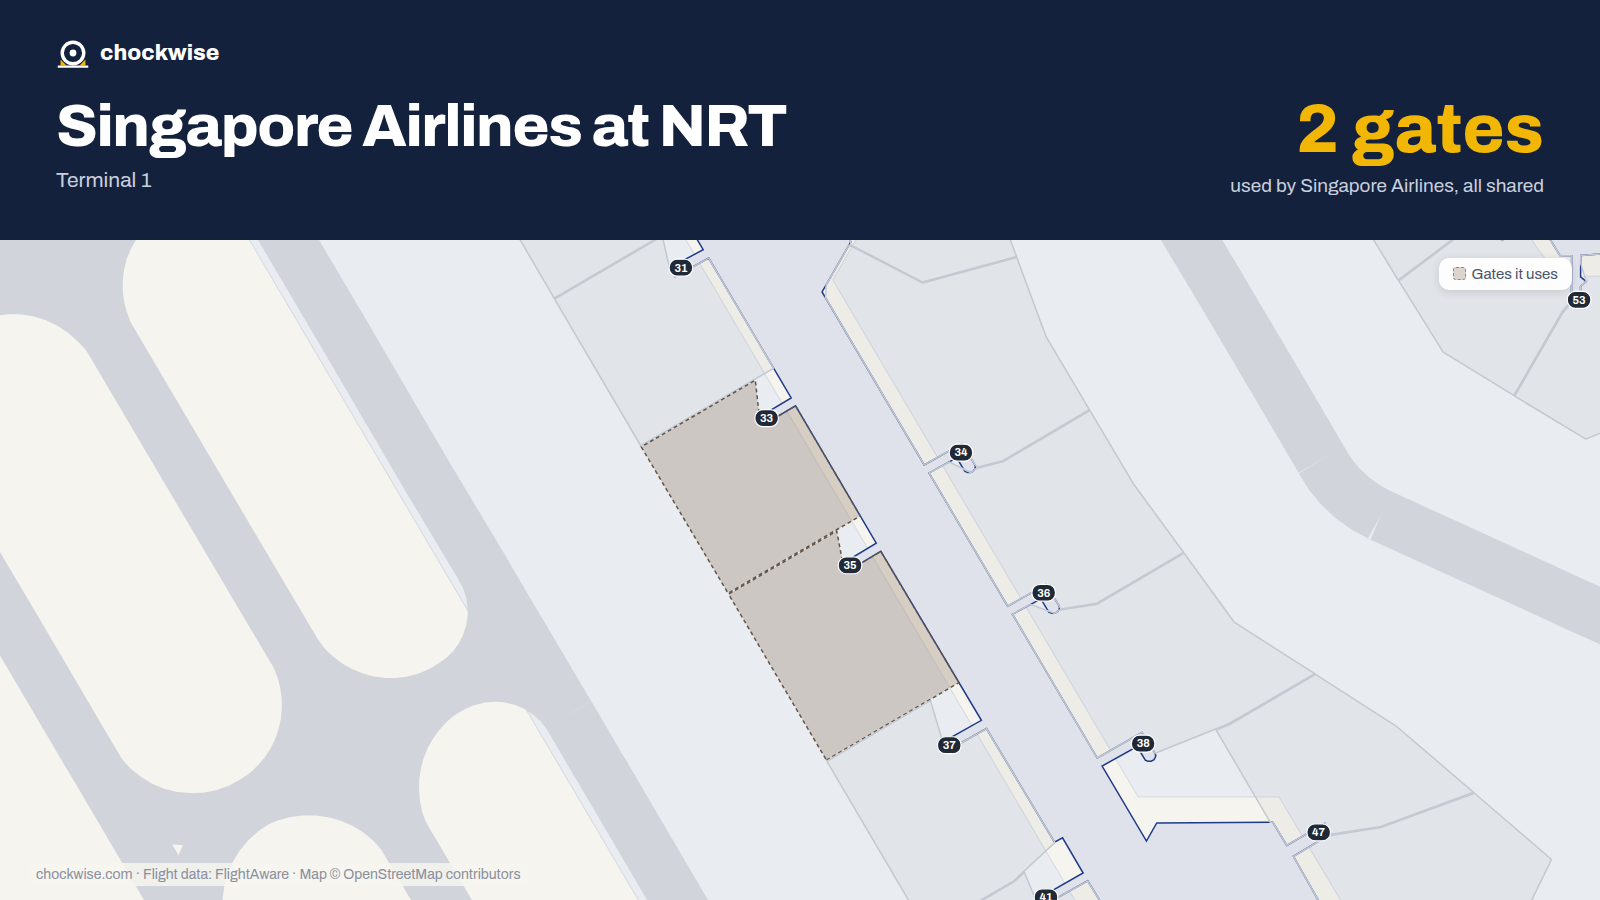 chockwise
Singapore Airlines at NRT
Terminal 1
2 gates
used by Singapore Airlines, all shared
Gates it uses
31
53
33
34
35
36
37
38
47
41
chockwise.com · Flight data: FlightAware · Map © OpenStreetMap contributors